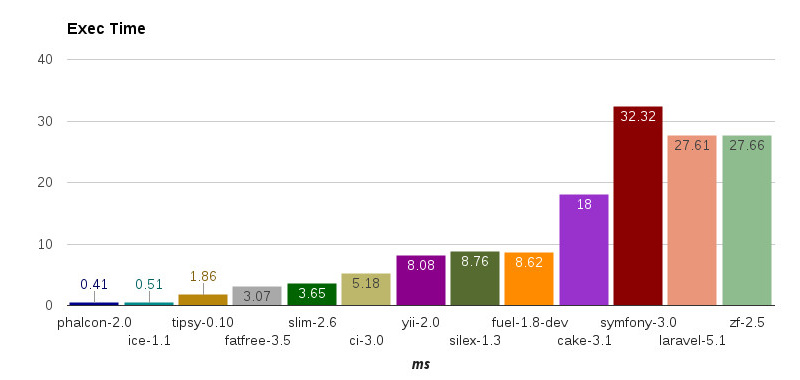 Exec Time
40
30
20
10
0
0.41
0.51
1.86
3.07
3.65
5.18
8.08
8.76
8.62
18
32.32
27.61
27.66
phalcon-2.0
ice-1.1
tipsy-0.10
fatfree-3.5
slim-2.6
ci-3.0
yii-2.0
silex-1.3
fuel-1.8-dev
cake-3.1
symfony-3.0
laravel-5.1
zf-2.5
ms